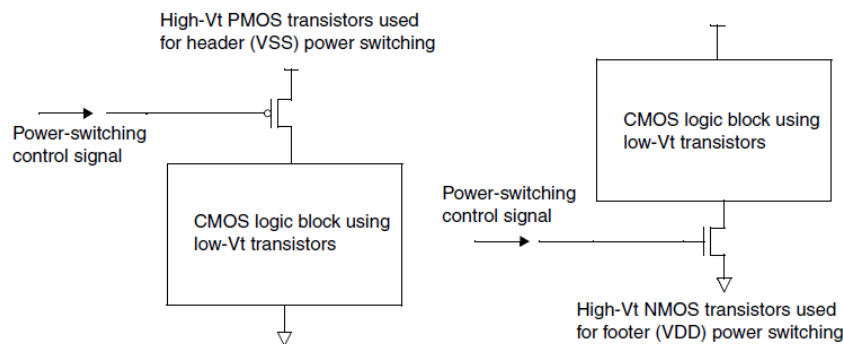 High-Vt PMOS transistors used
for header (VSS) power switching
Power-switching
control signal
CMOS logic block using
low-Vt transistors
CMOS logic block using
low-Vt transistors
Power-switching
control signal
High-Vt NMOS transistors used
for footer (VDD) power switching